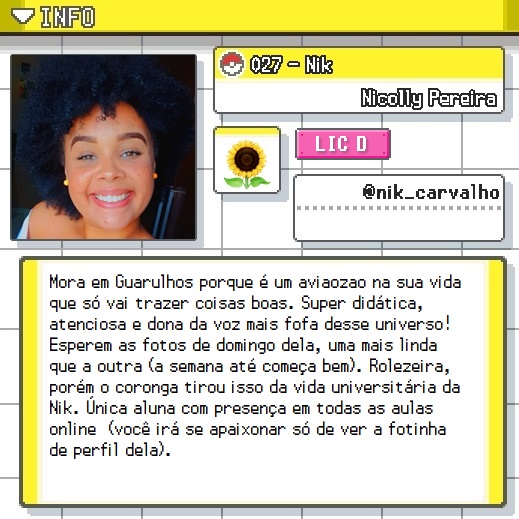 INFO
027 - Nik
Nicolly Pereira
LIC D
@nik_carvalho
Mora em Guarulhos porque é um aviaozao na sua vida
que só vai trazer coisas boas. Super didática,
atenciosa e dona da voz mais fofa desse universo!
Esperem as fotos de domingo dela, uma mais linda
que a outra (a semana até começa bem). Rolezeira,
porém o coronga tirou isso da vida universitária da
Nik. Única aluna com presença em todas as aulas
online (você irá se apaixonar só de ver a fotinha
de perfil dela).